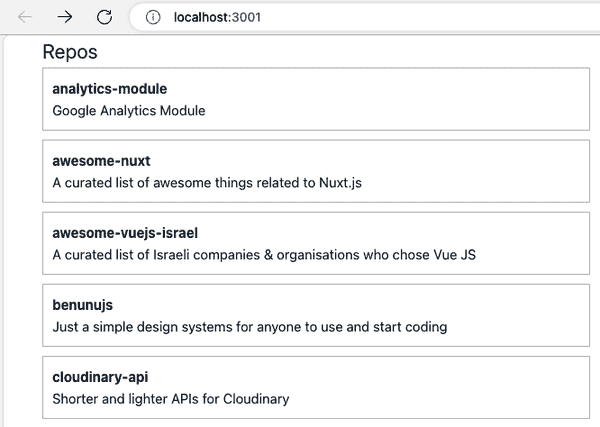 localhost:3001
Repos
analytics-module
Google Analytics Module
awesome-nuxt
A curated list of awesome things related to Nuxt.js
awesome-vuejs-israel
A curated list of Israeli companies & organisations who chose Vue JS
benunujs
Just a simple design systems for anyone to use and start coding
cloudinary-api
Shorter and lighter APIs for Cloudinary